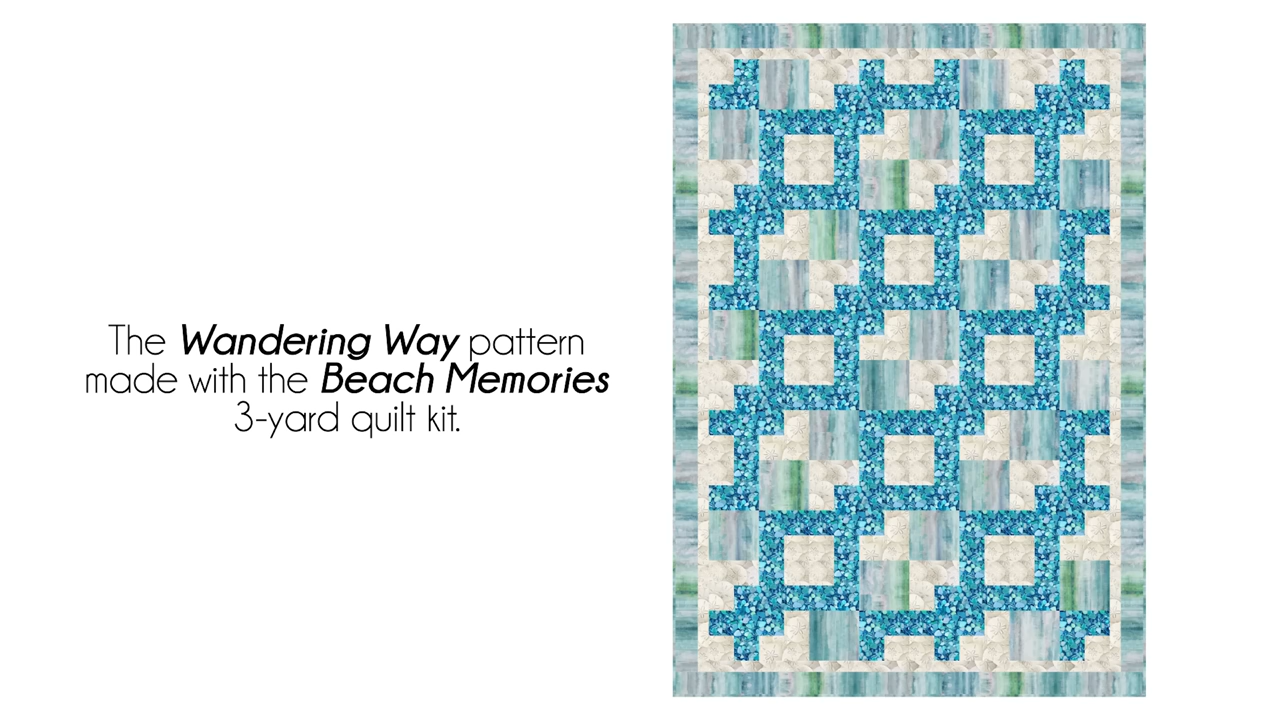 The Wandering Way pattern
made with the Beach Memories
3-yard quilt kit.